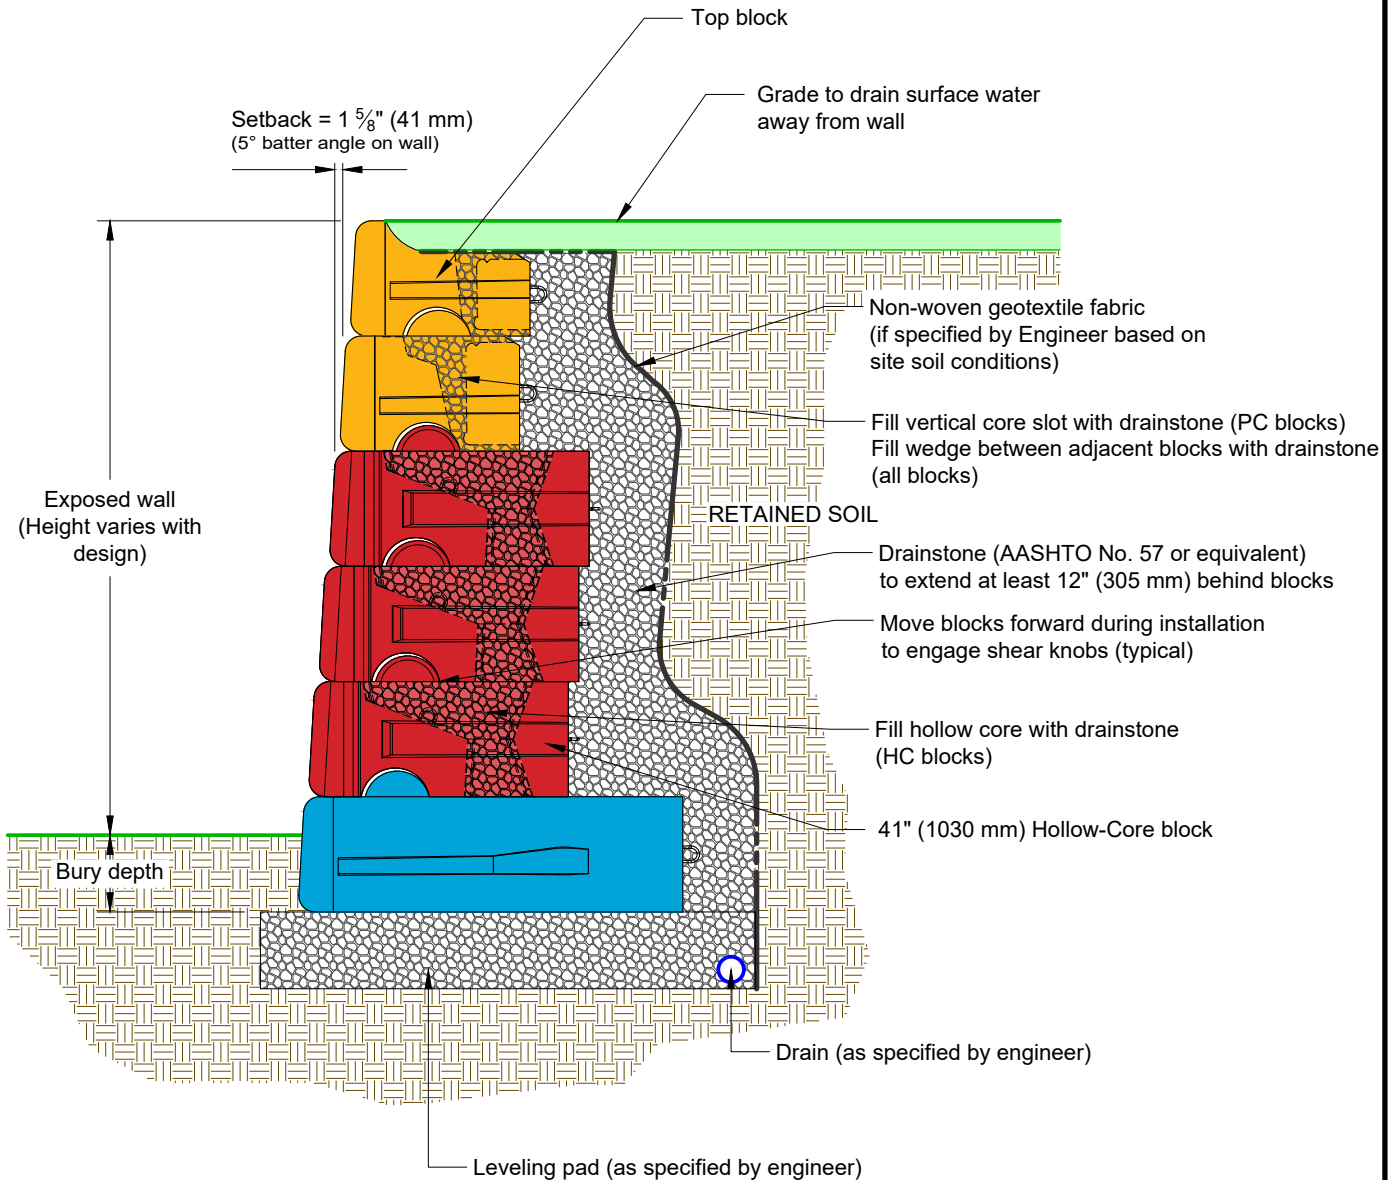 Top block
Grade to drain surface water
away from wall
Setback = 1 ⅝" (41 mm)
(5° batter angle on wall)
Non-woven geotextile fabric
(if specified by Engineer based on
site soil conditions)
Fill vertical core slot with drainstone (PC blocks)
Fill wedge between adjacent blocks with drainstone
(all blocks)
Exposed wall
(Height varies with
design)
RETAINED SOIL
Drainstone (AASHTO No. 57 or equivalent)
to extend at least 12" (305 mm) behind blocks
Move blocks forward during installation
to engage shear knobs (typical)
Fill hollow core with drainstone
(HC blocks)
41" (1030 mm) Hollow-Core block
Bury depth
Drain (as specified by engineer)
Leveling pad (as specified by engineer)